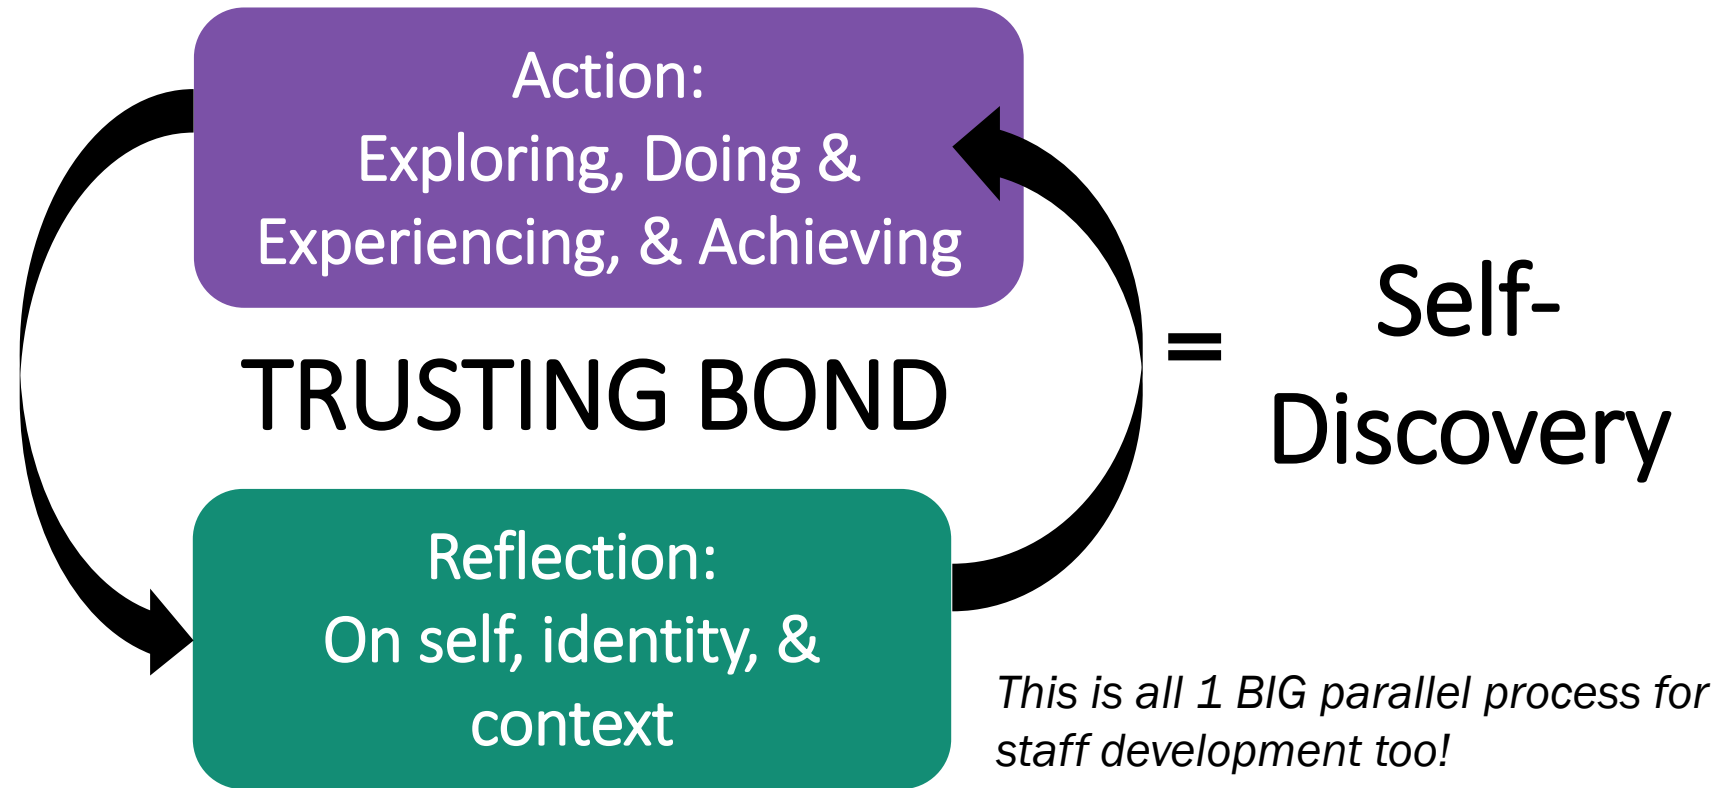 Action:
Exploring, Doing &
Experiencing, & Achieving
TRUSTING BOND
Reflection:
On self, identity, &
context
=
Self-
Discovery
This is all 1 BIG parallel process for
staff development too!